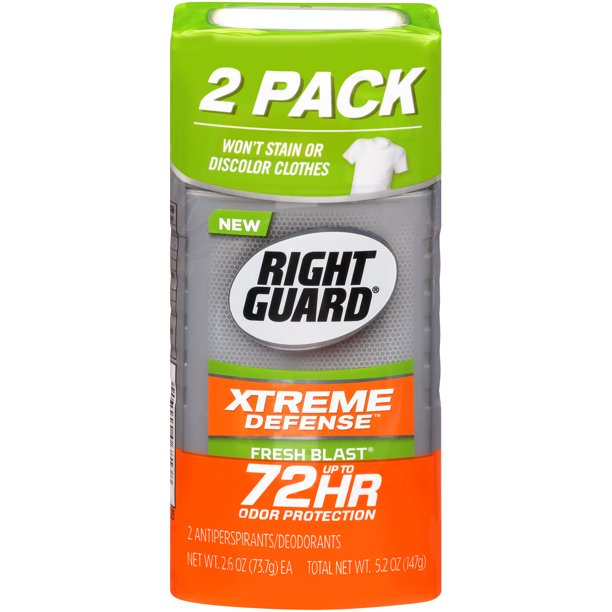 2 PACK
WON'T STAIN OR
DISCOLOR CLOTHES
NEW
RIGHT
GUARD®
XTREME
DEFENSE™
FRESH BLAST®
UP TO
72HR
ODOR PROTECTION
2 ANTIPERSPIRANTS/DEODORANTS
NET WT. 2.6 OZ (73.7g) EA TOTAL NET WT. 5.2 OZ (147g)